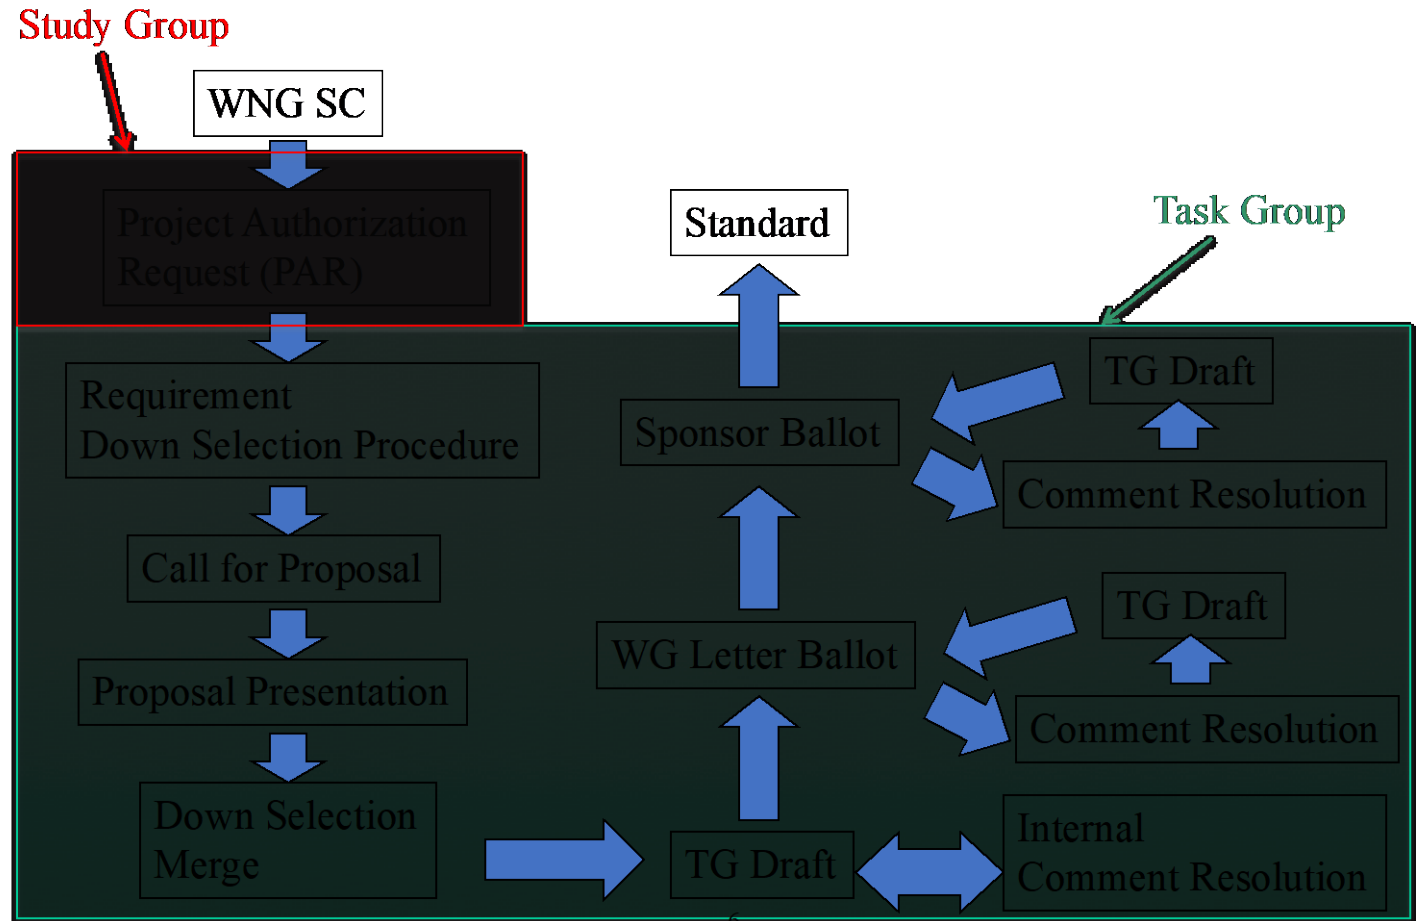 Study Group
WNG SC
Project Authorization
Request (PAR)
Standard
Task Group
Requirement
Down Selection Procedure
Call for Proposal
Proposal Presentation
Down Selection
Merge
TG Draft
Internal
Comment Resolution
WG Letter Ballot
Comment Resolution
TG Draft
Sponsor Ballot
Comment Resolution
TG Draft
6